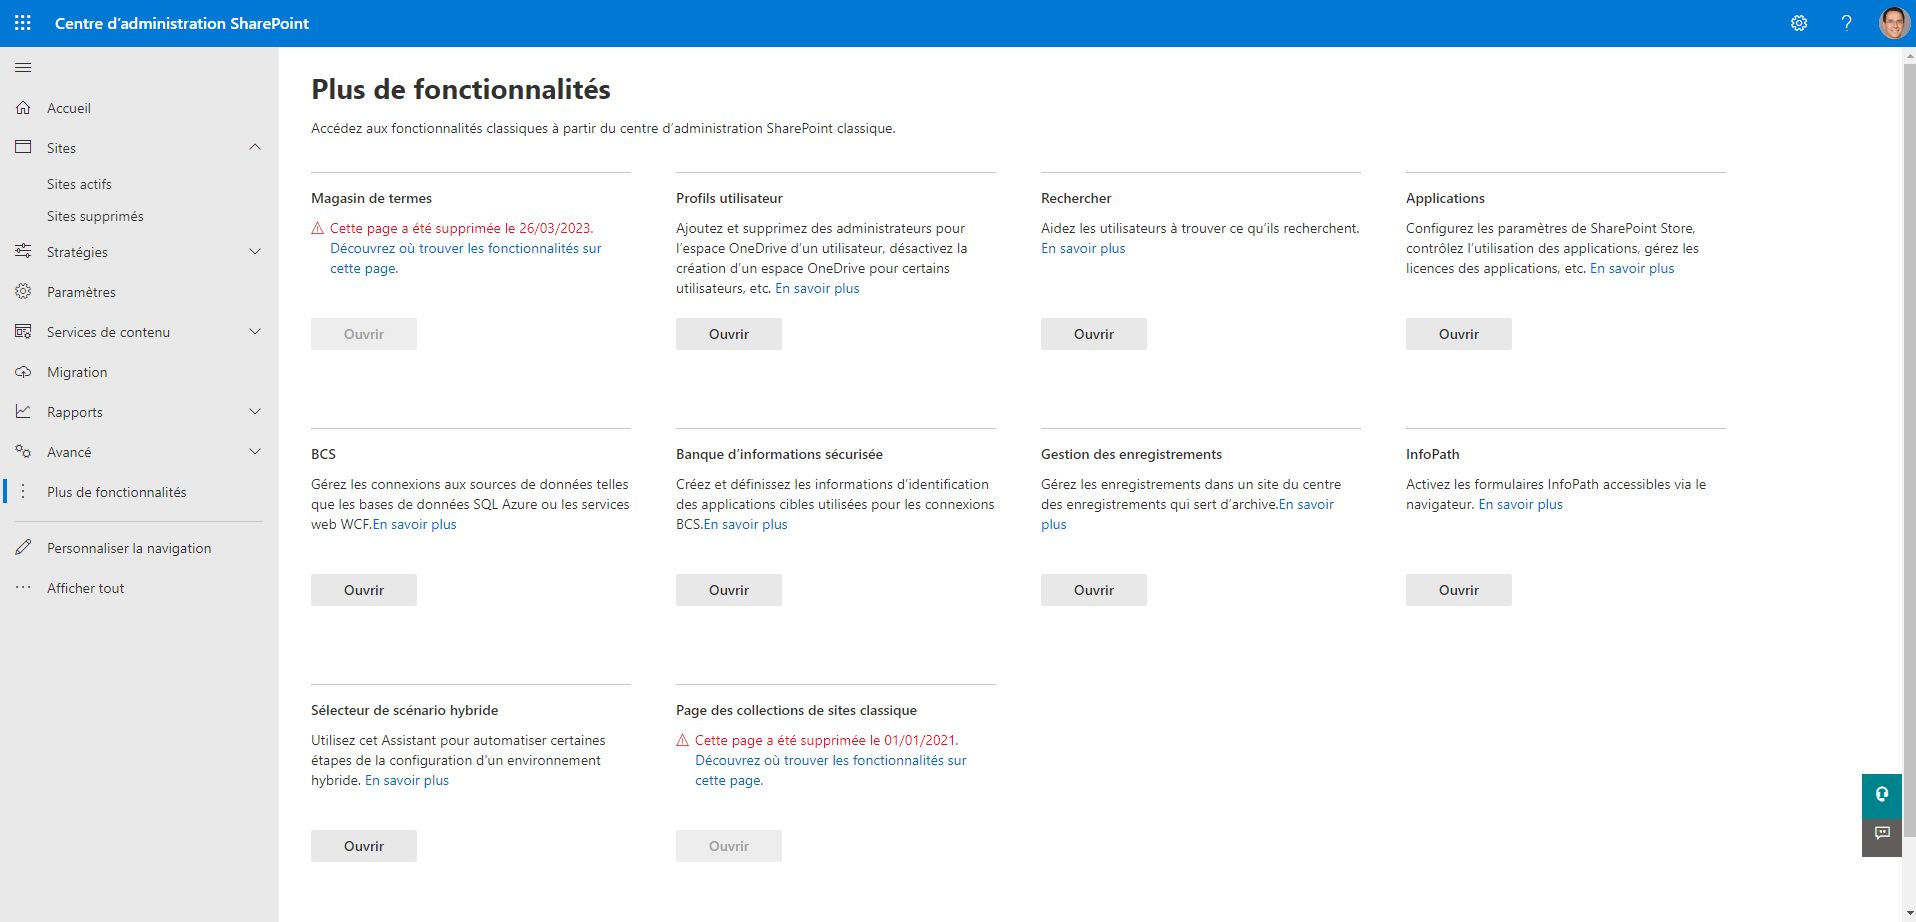 Centre d’administration SharePoint
Accueil
Sites
Sites actifs
Sites supprimés
Stratégies
Paramètres
Services de contenu
Migration
Rapports
Avancé
Plus de fonctionnalités
Personnaliser la navigation
Afficher tout
Plus de fonctionnalités
Accédez aux fonctionnalités classiques à partir du centre d’administration SharePoint classique.
Magasin de termes
Cette page a été supprimée le 26/03/2023.
Découvrez où trouver les fonctionnalités sur
cette page.
Ouvrir
Profils utilisateur
Ajoutez et supprimez des administrateurs pour
l’espace OneDrive d’un utilisateur, désactivez la
création d’un espace OneDrive pour certains
utilisateurs, etc. En savoir plus
Ouvrir
Rechercher
Aidez les utilisateurs à trouver ce qu’ils recherchent.
En savoir plus
Ouvrir
Applications
Configurez les paramètres de SharePoint Store,
contrôlez l’utilisation des applications, gérez les
licences des applications, etc. En savoir plus
Ouvrir
BCS
Gérez les connexions aux sources de données telles
que les bases de données SQL Azure ou les services
web WCF.En savoir plus
Ouvrir
Banque d’informations sécurisée
Créez et définissez les informations d’identification
des applications cibles utilisées pour les connexions
BCS.En savoir plus
Ouvrir
Gestion des enregistrements
Gérez les enregistrements dans un site du centre
des enregistrements qui sert d’archive.En savoir
plus
Ouvrir
InfoPath
Activez les formulaires InfoPath accessibles via le
navigateur. En savoir plus
Ouvrir
Sélecteur de scénario hybride
Utilisez cet Assistant pour automatiser certaines
étapes de la configuration d'un environnement
hybride. En savoir plus
Ouvrir
Page des collections de sites classique
Cette page a été supprimée le 01/01/2021.
Découvrez où trouver les fonctionnalités sur
cette page.
Ouvrir